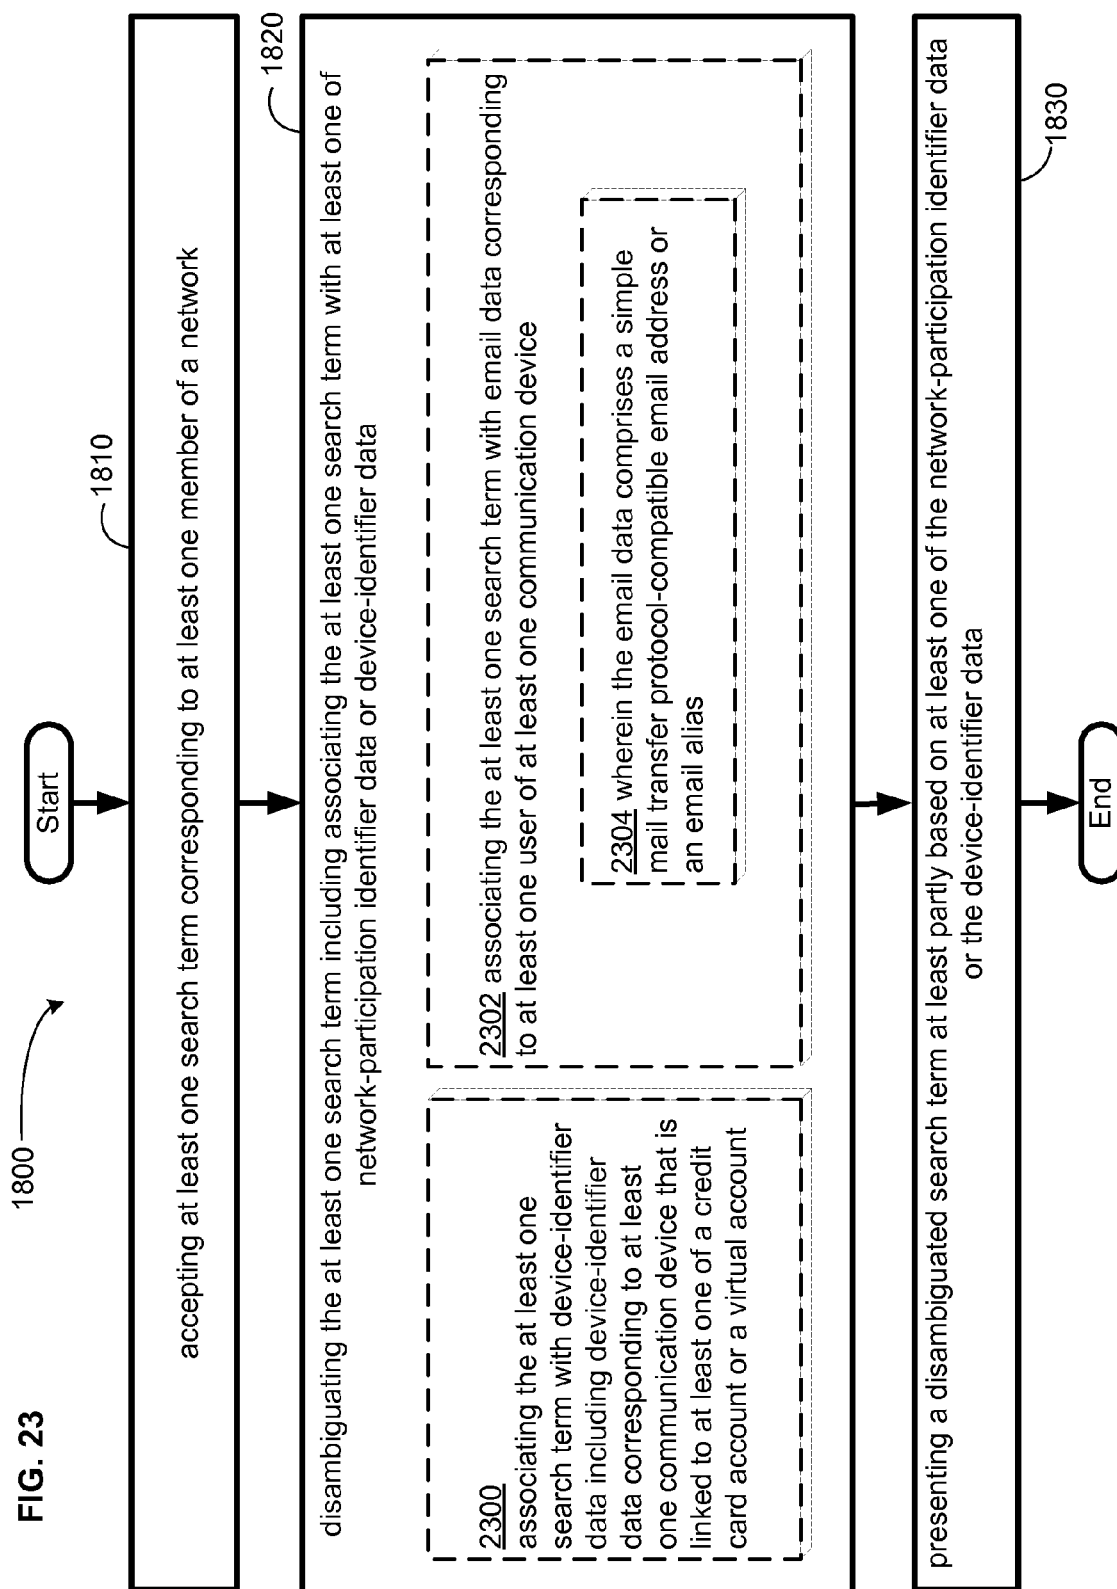 FIG. 23
1800
Start
1810
accepting at least one search term corresponding to at least one member of a network
1820
disambiguating the at least one search term including associating the at least one search term with at least one of
network-participation identifier data or device-identifier data
2300
associating the at least one
search term with device-identifier
data including device-identifier
data corresponding to at least
one communication device that is
linked to at least one of a credit
card account or a virtual account
2302 associating the at least one search term with email data corresponding
to at least one user of at least one communication device
2304 wherein the email data comprises a simple
mail transfer protocol-compatible email address or
an email alias
presenting a disambiguated search term at least partly based on at least one of the network-participation identifier data
or the device-identifier data
1830
End